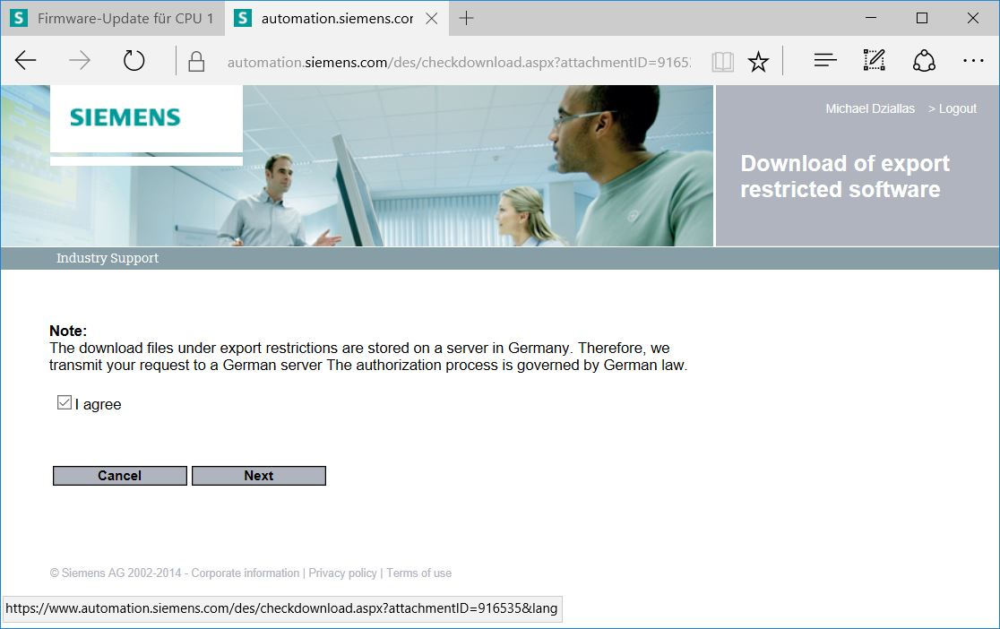 Firmware-Update für CPU 1
automation.siemens.cor
automation.siemens.com/des/checkdownload.aspx?attachmentID=9165
SIEMENS
Michael Dziallas > Logout
Download of export
restricted software
Industry Support
Note:
The download files under export restrictions are stored on a server in Germany. Therefore, we
transmit your request to a German server The authorization process is governed by German law.
I agree
Cancel
Next
© Siemens AG 2002-2014 - Corporate information | Privacy policy | Terms of use
https://www.automation.siemens.com/des/checkdownload.aspx?attachmentID=916535&lang